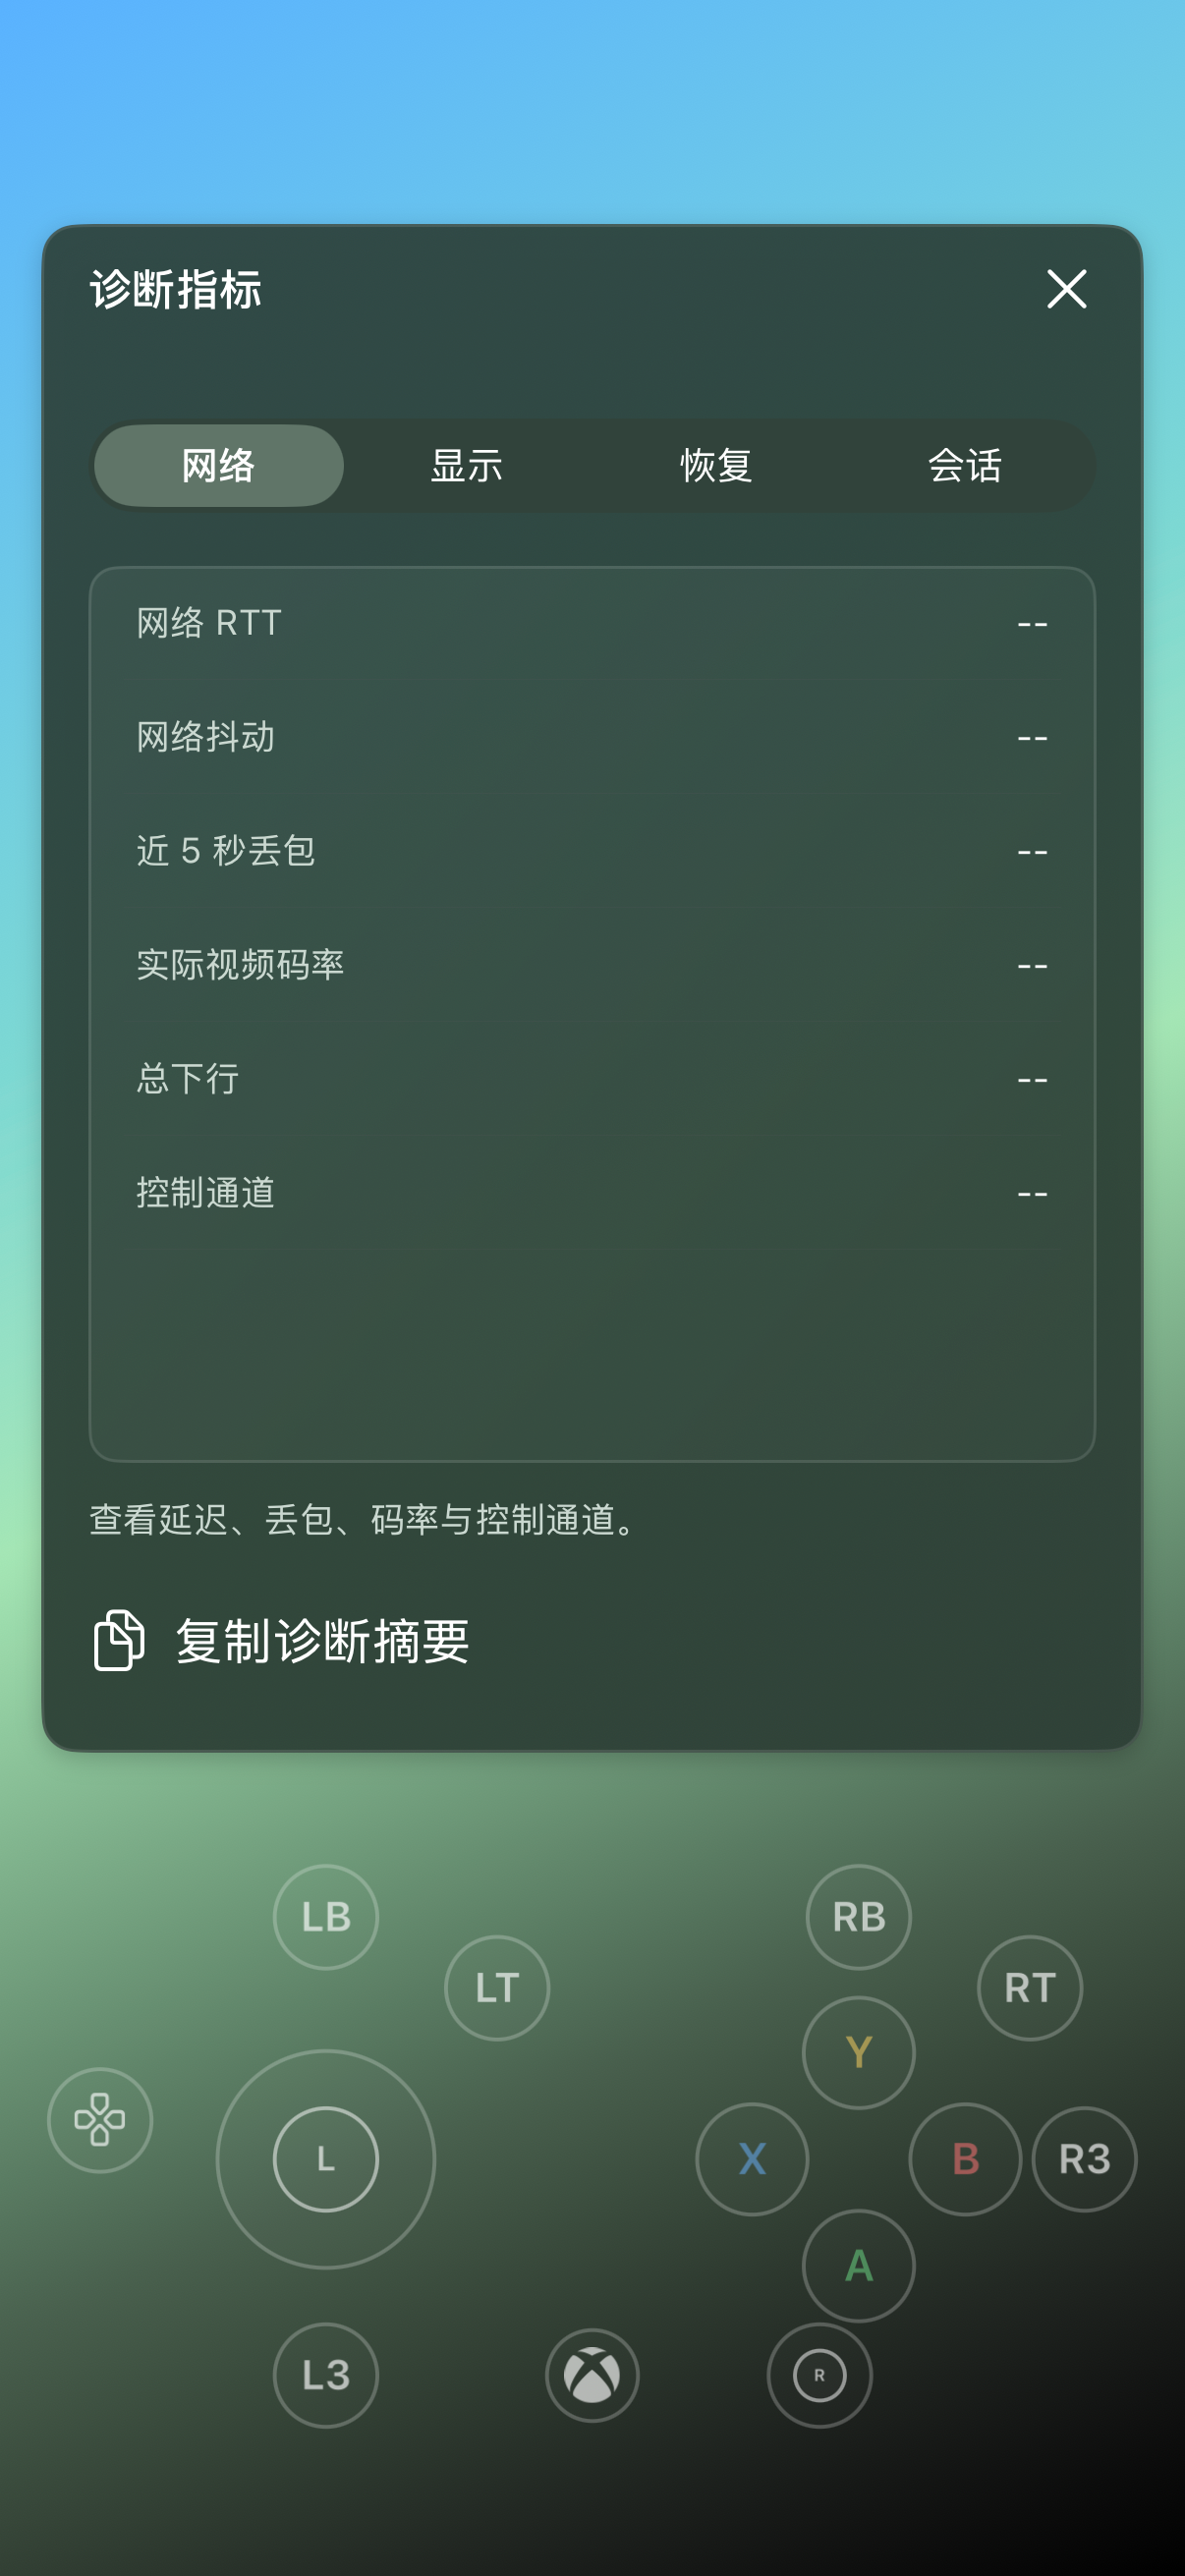 诊断指标
网络 显示 恢复 会话
网络 RTT --
网络抖动 --
近 5 秒丢包 --
实际视频码率 --
总下行 --
控制通道 --
查看延迟、丢包、码率与控制通道。
复制诊断摘要
LB RB
LT RT
Y
L X B R3
A
L3 R